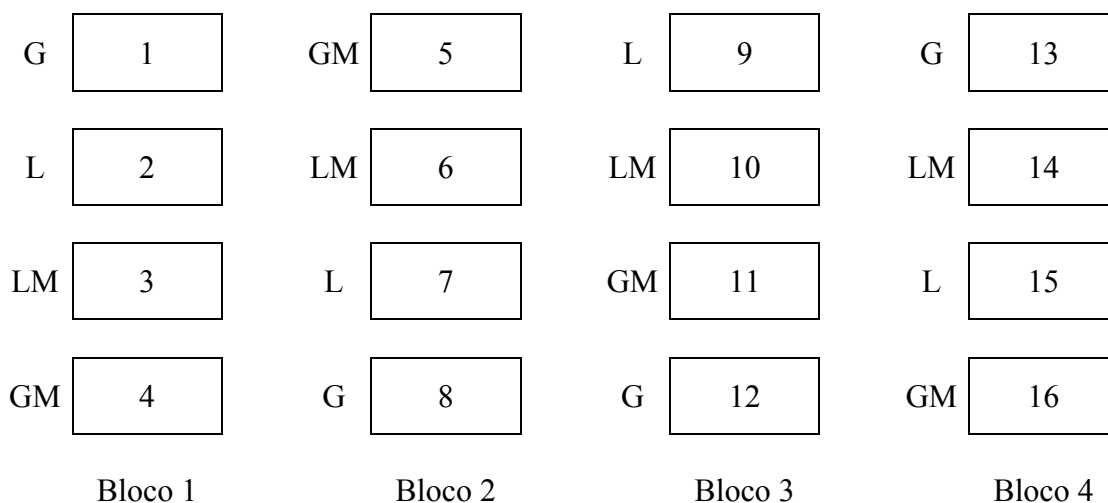 G 1 GM 5 L 9 G 13
L 2 LM 6 LM 10 LM 14
LM 3 L 7 GM 11 L 15
GM 4 G 8 G 12 GM 16
Bloco 1 Bloco 2 Bloco 3 Bloco 4